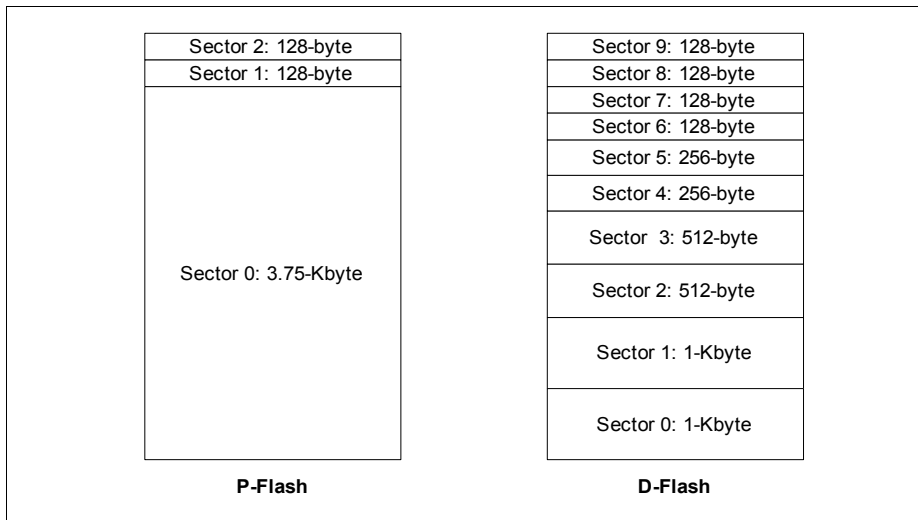 Sector 2: 128-byte
Sector 1: 128-byte
Sector 0: 3.75-Kbyte
P-Flash
Sector 9: 128-byte
Sector 8: 128-byte
Sector 7: 128-byte
Sector 6: 128-byte
Sector 5: 256-byte
Sector 4: 256-byte
Sector 3: 512-byte
Sector 2: 512-byte
Sector 1: 1-Kbyte
Sector 0: 1-Kbyte
D-Flash